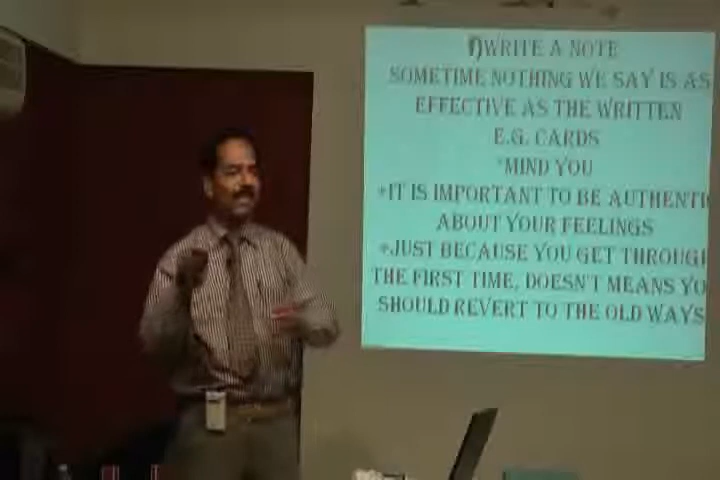 f)WRITE A NOTE
SOMETIME NOTHING WE SAY IS AS
EFFECTIVE AS THE WRITTEN
E.G. CARDS
*MIND YOU
*IT IS IMPORTANT TO BE AUTHENTI
ABOUT YOUR FEELINGS
*JUST BECAUSE YOU GET THROUGH
THE FIRST TIME, DOESN'T MEANS YO
SHOULD REVERT TO THE OLD WAYS